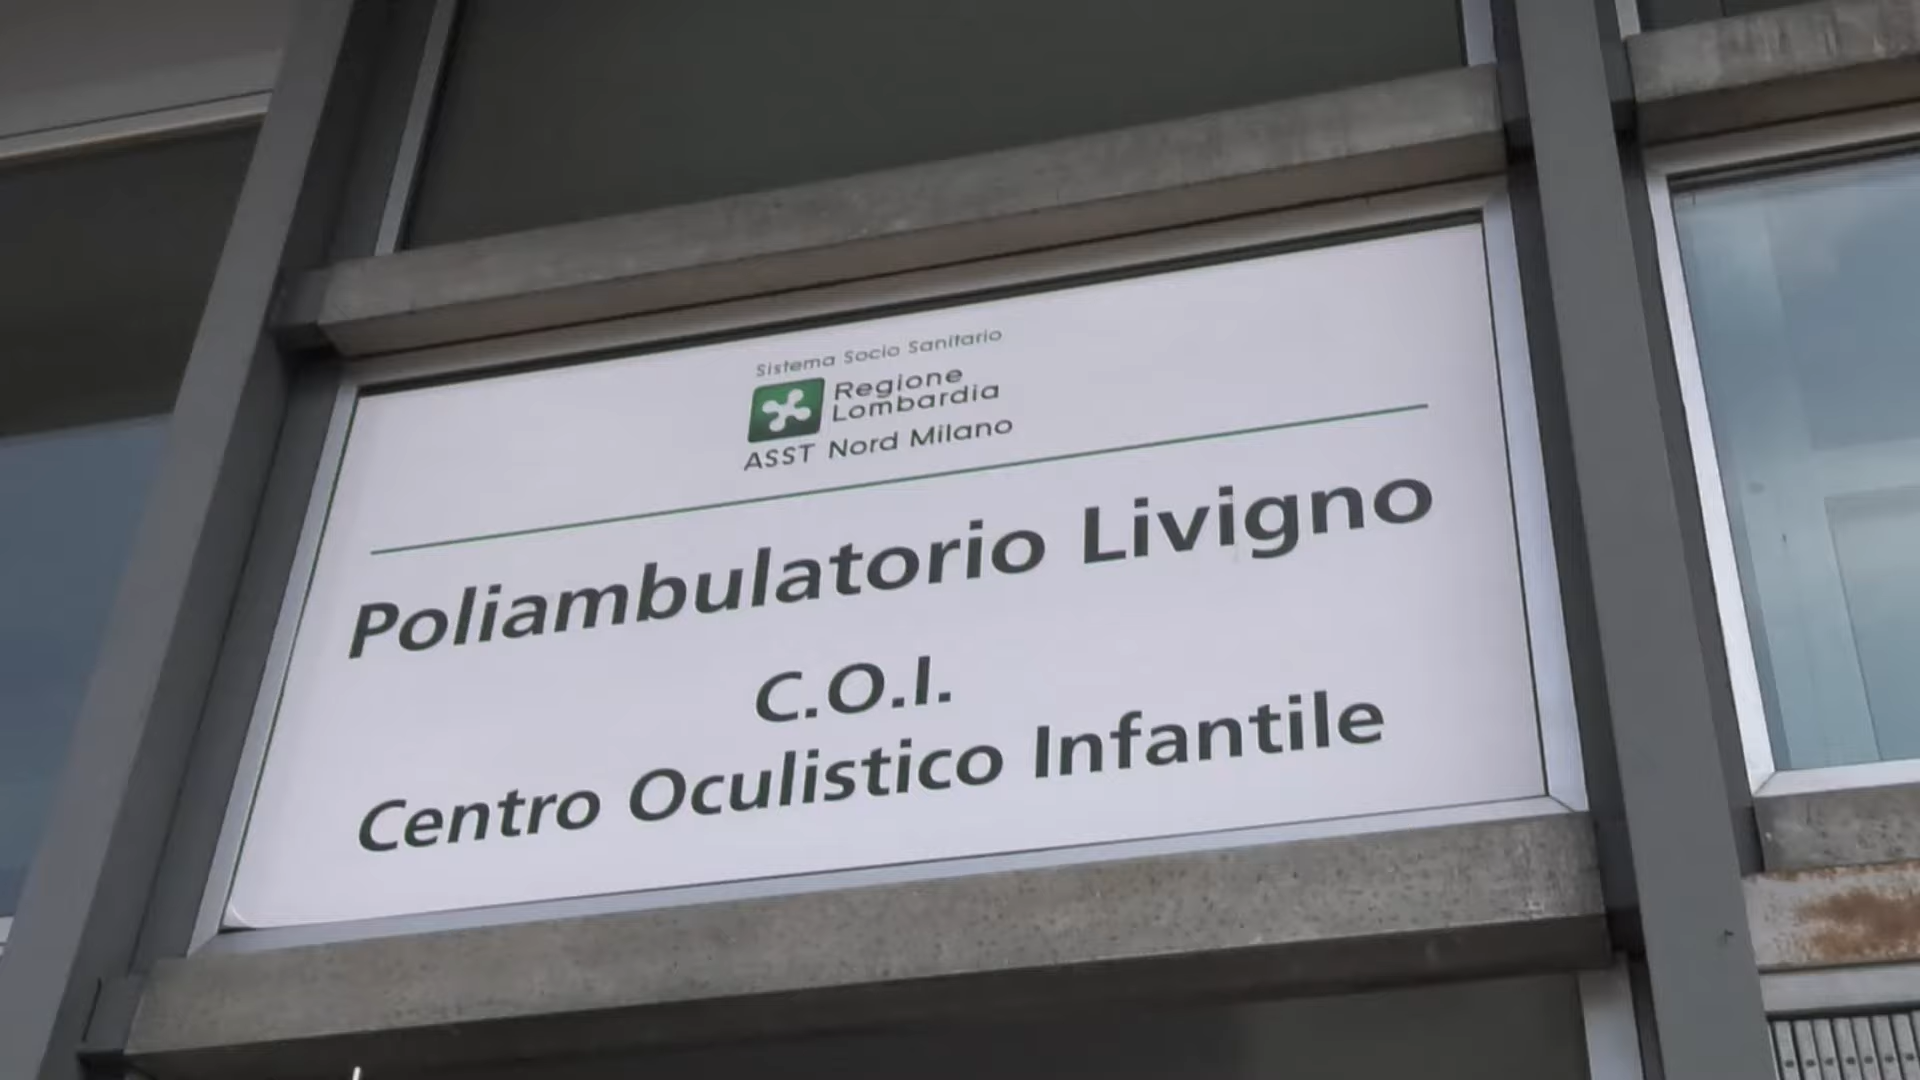 Sistema Socio Sanitario
Regione
Lombardia
ASST Nord Milano
Poliambulatorio Livigno
C.O.I.
Centro Oculistico Infantile